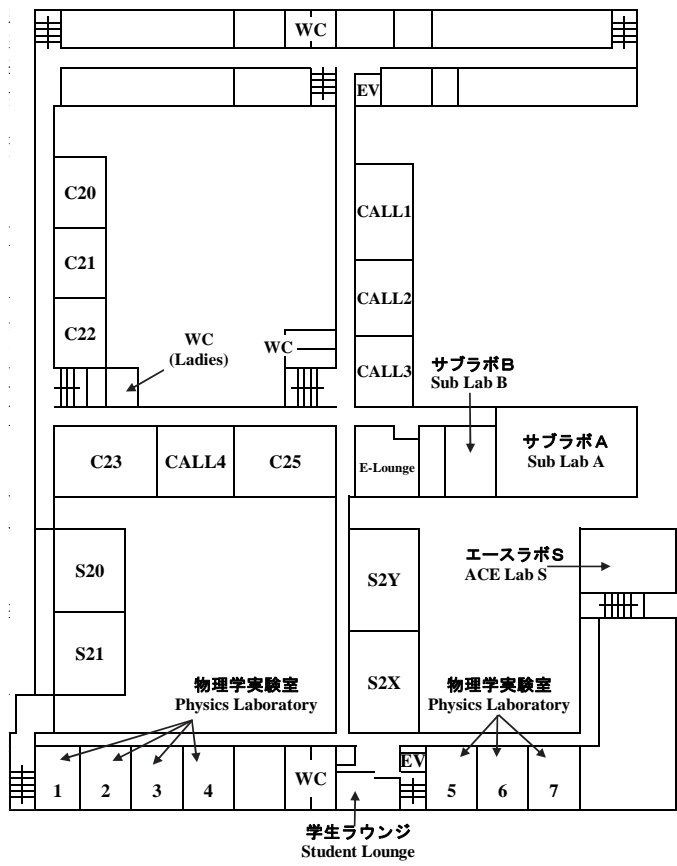 WC
EV
C20
CALL1
C21
CALL2
C22
WC
(Ladies)
WC
CALL3
サブラボB
Sub Lab B
C23
CALL4
C25
E-Lounge
サブラボA
Sub Lab A
S20
S2Y
エースラボS
ACE Lab S
S21
S2X
物理学実験室
Physics Laboratory
物理学実験室
Physics Laboratory
1
2
3
4
WC
EV
5
6
7
学生ラウンジ
Student Lounge